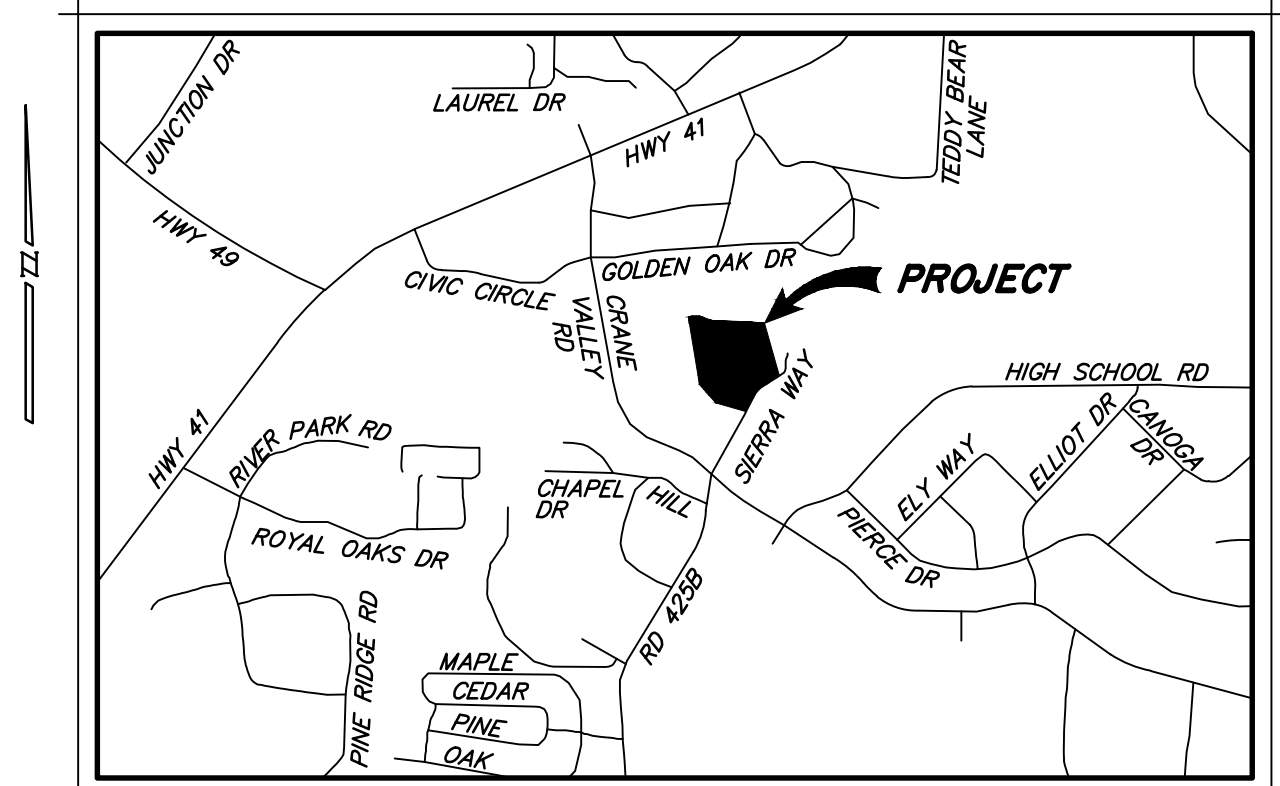 JUNCTION DR
LAUREL DR
HWY 41
TEDDY BEAR
LANE
HWY 49
GOLDEN OAK DR
PROJECT
CIVIC CIRCLE
CRANE
VALLEY
RD
HIGH SCHOOL RD
SIERRA WAY
ELLIOT DR
CANOGA
DR
HWY 41
RIVER PARK RD
ELY WAY
CHAPEL HILL
DR
PIERCE DR
ROYAL OAKS DR
RD 425B
PINE RIDGE RD
MAPLE
CEDAR
PINE
OAK
N